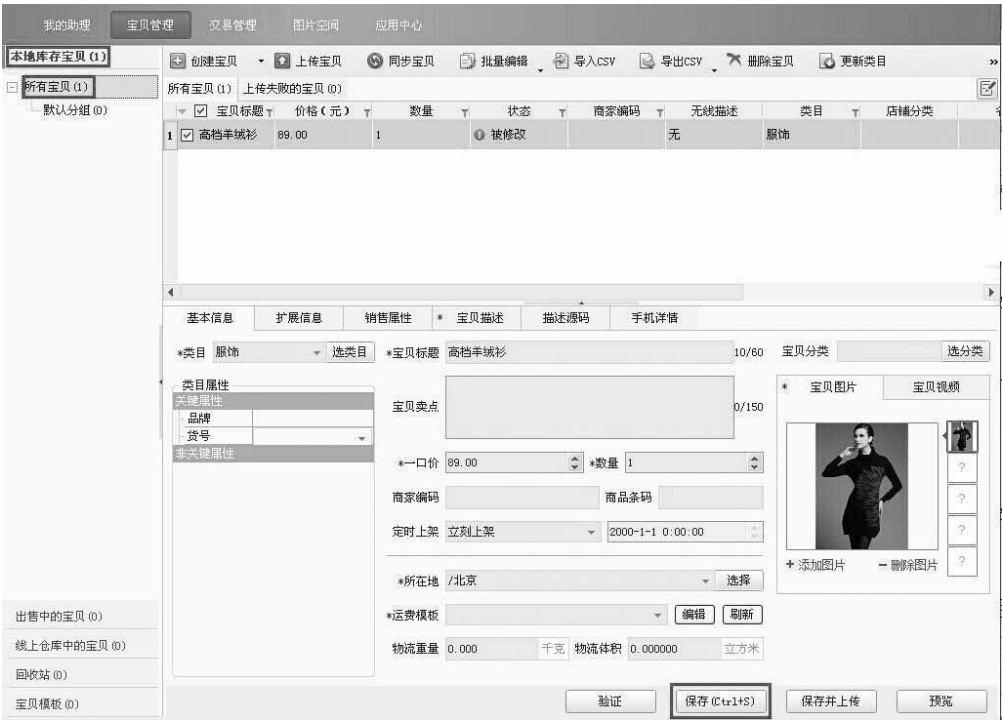 我的助理 宝贝管理 交易管理 图片空间 应用中心
本地库存宝贝(1)
创建宝贝 上传宝贝 同步宝贝 批量编辑 导入CSV 导出CSV 删除宝贝 更新类目 »
所有宝贝(1)
默认分组(0)
所有宝贝(1) 上传失败的宝贝(0)
宝贝标题 价格(元) 数量 状态 商家编码 无线描述 类目 店铺分类
1 高档羊绒衫 89.00 1 被修改 无 服饰
基本信息 扩展信息 销售属性 * 宝贝描述 描述源码 手机详情
*类目 服饰 选类目 *宝贝标题 高档羊绒衫 10/60 宝贝分类 选分类
类目属性
关键属性
品牌
货号
非关键属性
宝贝卖点 0/150
* 宝贝图片 宝贝视频
*一口价 89.00 *数量 1
商家编码 商品条码
定时上架 立刻上架 2000-1-1 0:00:00
?
?
?
?
+ 添加图片 - 删除图片
*所在地 /北京 选择
*运费模板 编辑 刷新
物流重量 0.000 千克 物流体积 0.000000 立方米
出售中的宝贝(0)
线上仓库中的宝贝(0)
回收站(0)
宝贝模板(0)
验证 保存(Ctrl+S) 保存并上传 预览